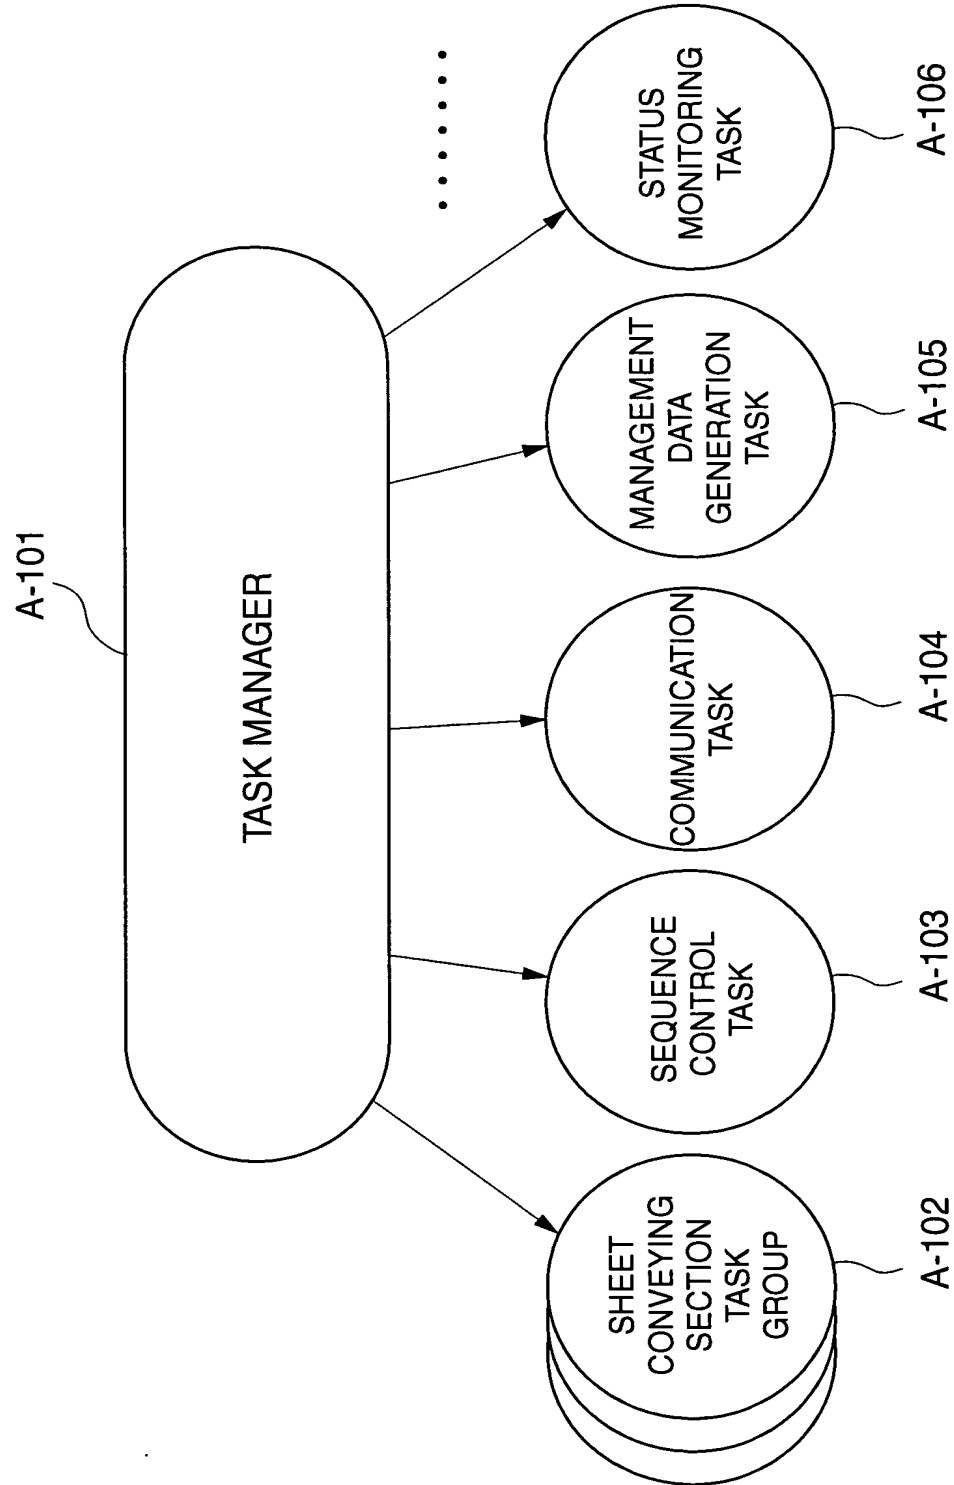 A-101
TASK MANAGER
......
SHEET
CONVEYING
SECTION
TASK
GROUP
SEQUENCE
CONTROL
TASK
COMMUNICATION
TASK
MANAGEMENT
DATA
GENERATION
TASK
STATUS
MONITORING
TASK
A-102
A-103
A-104
A-105
A-106